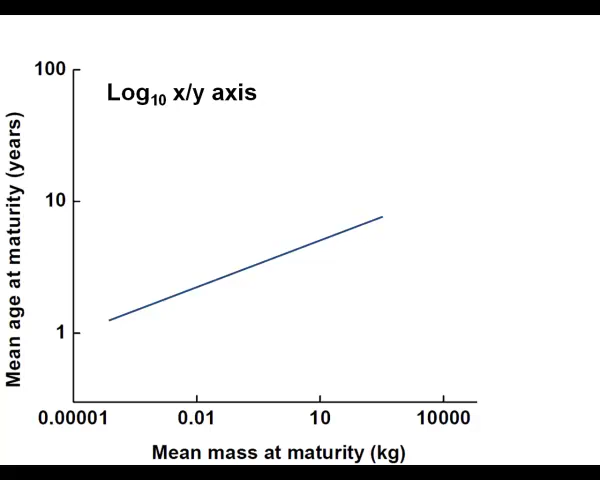 Log₁₀ x/y axis
Mean age at maturity (years)
100
10
1
0.00001 0.01 10 10000
Mean mass at maturity (kg)